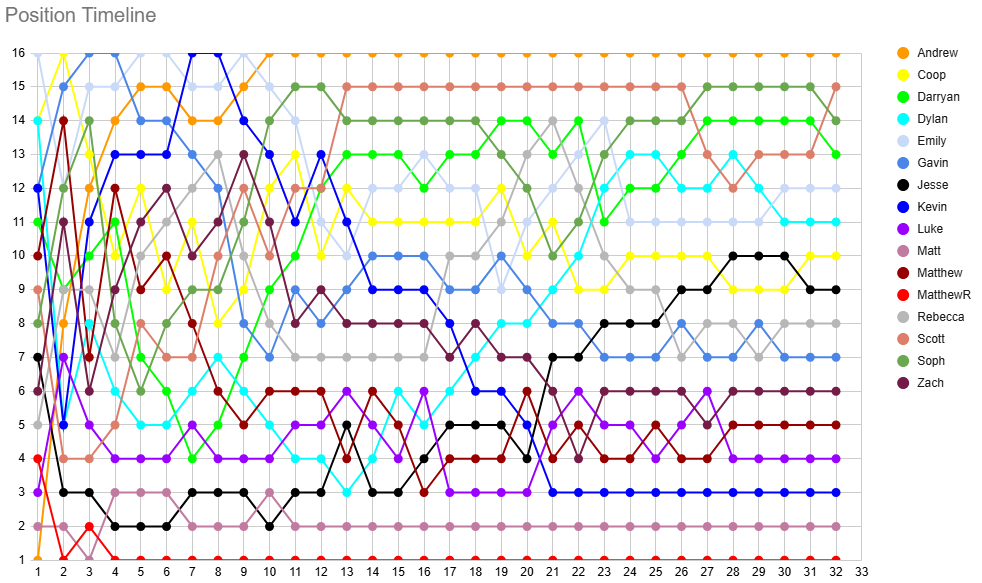 Position Timeline
16
15
14
13
12
11
10
9
8
7
6
5
4
3
2
1
1 2 3 4 5 6 7 8 9 10 11 12 13 14 15 16 17 18 19 20 21 22 23 24 25 26 27 28 29 30 31 32 33
Andrew
Coop
Darryan
Dylan
Emily
Gavin
Jesse
Kevin
Luke
Matt
Matthew
MatthewR
Rebecca
Scott
Soph
Zach